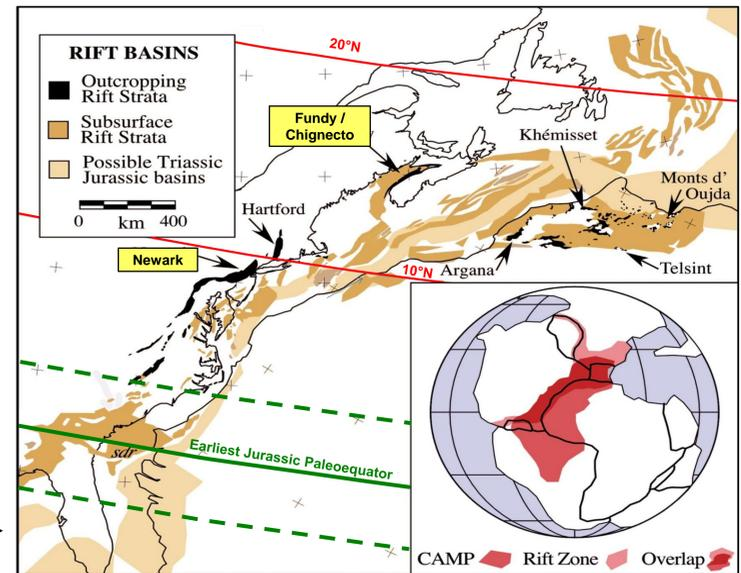 RIFT BASINS
Outcropping
Rift Strata
Subsurface
Rift Strata
Possible Triassic
Jurassic basins
0 km 400
20°N
Fundy /
Chignecto
Khémisset
Monts d'
Oujda
Hartford
Newark
10°N
Argana
Telsint
Earliest Jurassic Paleoequator
sdr
CAMP
Rift Zone
Overlap